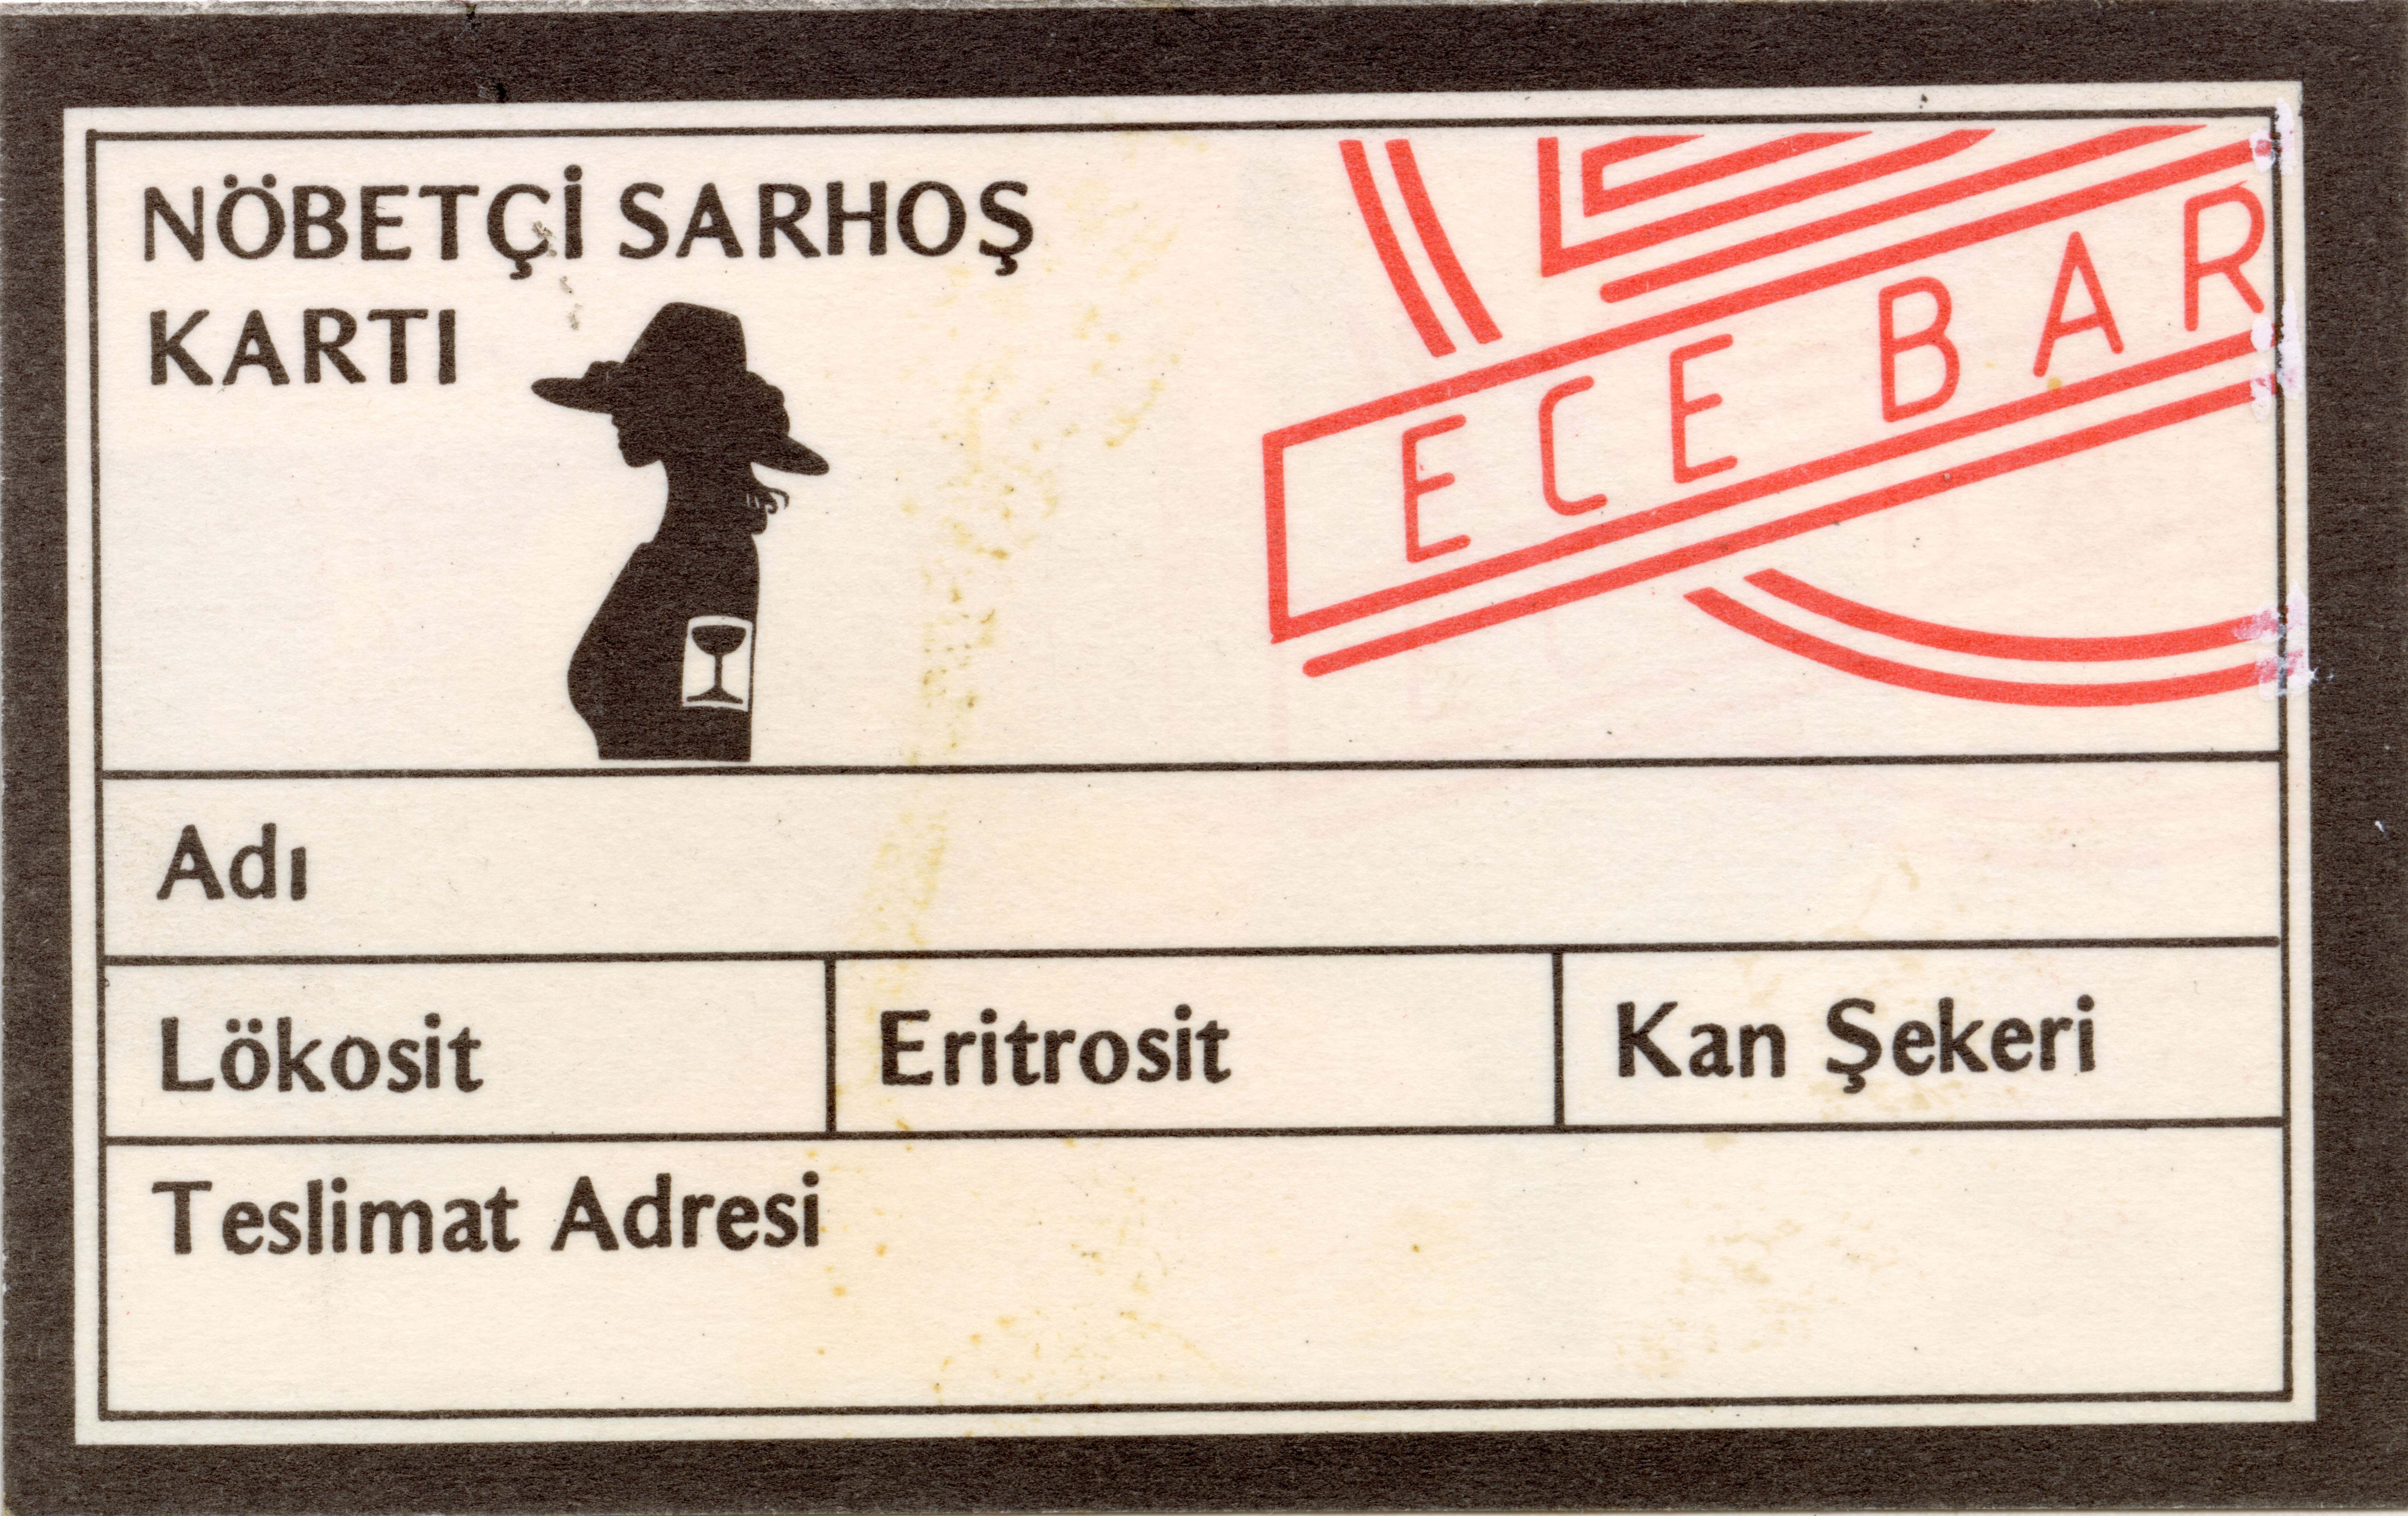 NÖBETÇİ SARHOŞ
KARTI
ECE BAR
Adı
Lökosit
Eritrosit
Kan Şekeri
Teslimat Adresi